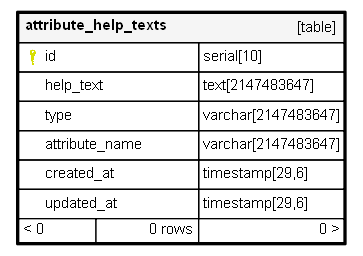 attribute_help_texts [table]
id serial[10]
help_text text[2147483647]
type varchar[2147483647]
attribute_name varchar[2147483647]
created_at timestamp[29,6]
updated_at timestamp[29,6]
< 0 0 rows 0 >